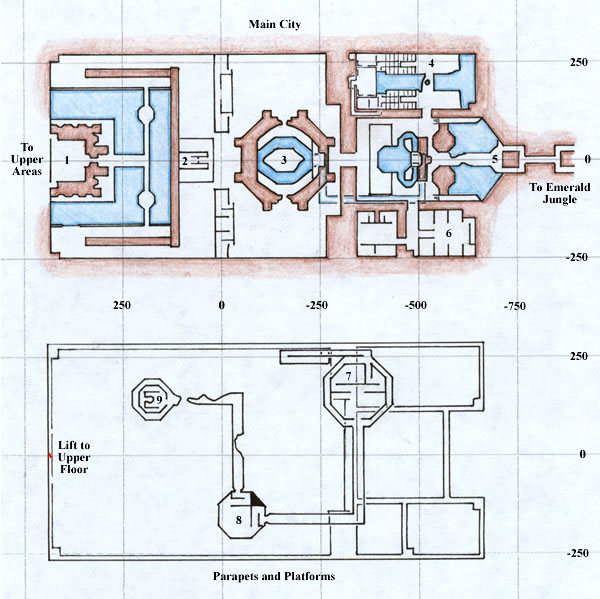 Main City
250
4
To
Upper
Areas
1
2
3
5
0
To Emerald
Jungle
6
-250
250
0
-250
-500
-750
7
250
9
Lift to
Upper
Floor
0
8
-250
Parapets and Platforms